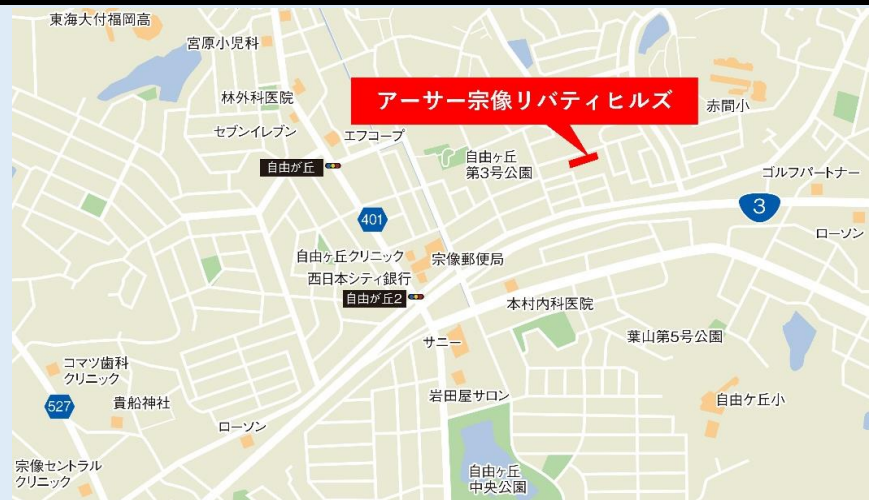 東海大付福岡高
宮原小児科
林外科医院
アーサー宗像リバティヒルズ
赤間小
セブンイレブン
エフコープ
自由が丘
自由ヶ丘
第3号公園
ゴルフパートナー
3
401
ローソン
自由ヶ丘クリニック
宗像郵便局
西日本シティ銀行
自由が丘2
本村内科医院
サニー
葉山第5号公園
コマツ歯科
クリニック
岩田屋サロン
自由ケ丘小
527
貴船神社
ローソン
宗像セントラル
クリニック
自由ヶ丘
中央公園